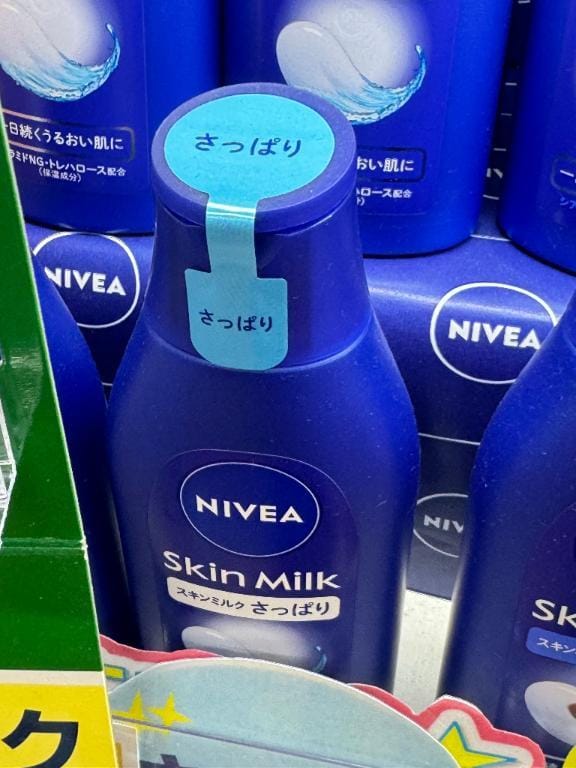 一日続くうるおい肌に
ラミドNG・トレハロース配合
(保湿成分)
おい肌に
ハロース配合
さっぱり
さっぱり
NIVEA
NIVEA
NIVEA
Skin Milk
スキンミルク さっぱり
NIV
SK
スキン
ク